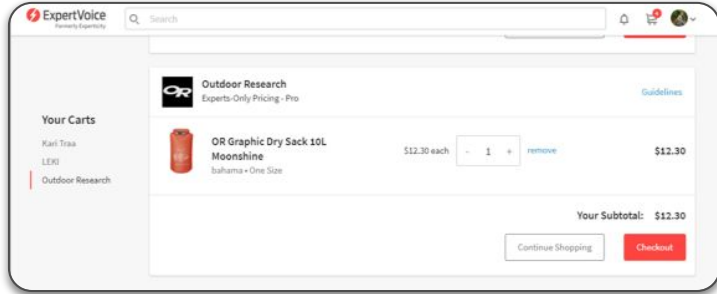 ExpertVoice
Formerly Experticity
Search
Outdoor Research
Experts-Only Pricing - Pro
Guidelines
Your Carts
Kari Traa
LEKI
Outdoor Research
OR Graphic Dry Sack 10L
Moonshine
bahama • One Size
$12.30 each - 1 + remove $12.30
Your Subtotal: $12.30
Continue Shopping
Checkout